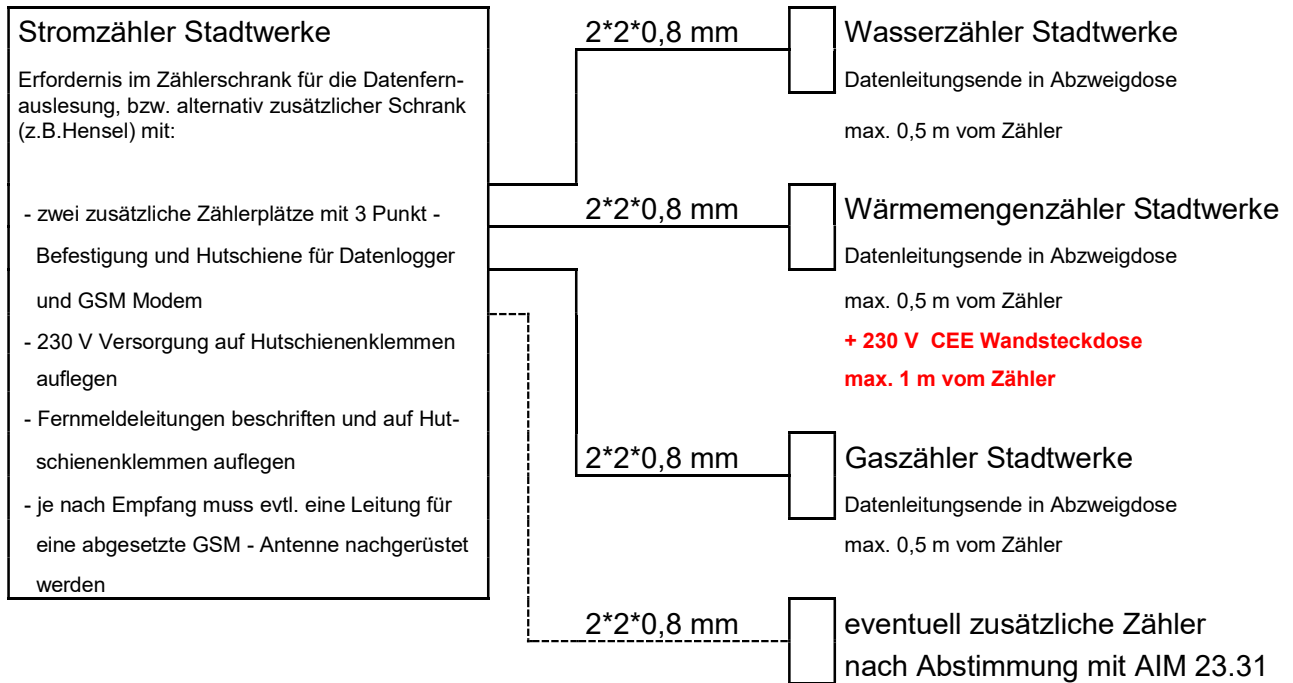 Stromzähler Stadtwerke
Erfordernis im Zählerschrank für die Datenfern-
auslesung, bzw. alternativ zusätzlicher Schrank
(z.B.Hensel) mit:
- zwei zusätzliche Zählerplätze mit 3 Punkt -
Befestigung und Hutschiene für Datenlogger
und GSM Modem
- 230 V Versorgung auf Hutschienenklemmen
auflegen
- Fernmeldeleitungen beschriften und auf Hut-
schienenklemmen auflegen
- je nach Empfang muss evtl. eine Leitung für
eine abgesetzte GSM - Antenne nachgerüstet
werden
2*2*0,8 mm
Wasserzähler Stadtwerke
Datenleitungsende in Abzweigdose
max. 0,5 m vom Zähler
2*2*0,8 mm
Wärmemengenzähler Stadtwerke
Datenleitungsende in Abzweigdose
max. 0,5 m vom Zähler
+ 230 V  CEE Wandsteckdose
max. 1 m vom Zähler
2*2*0,8 mm
Gaszähler Stadtwerke
Datenleitungsende in Abzweigdose
max. 0,5 m vom Zähler
2*2*0,8 mm
eventuell zusätzliche Zähler
nach Abstimmung mit AIM 23.31